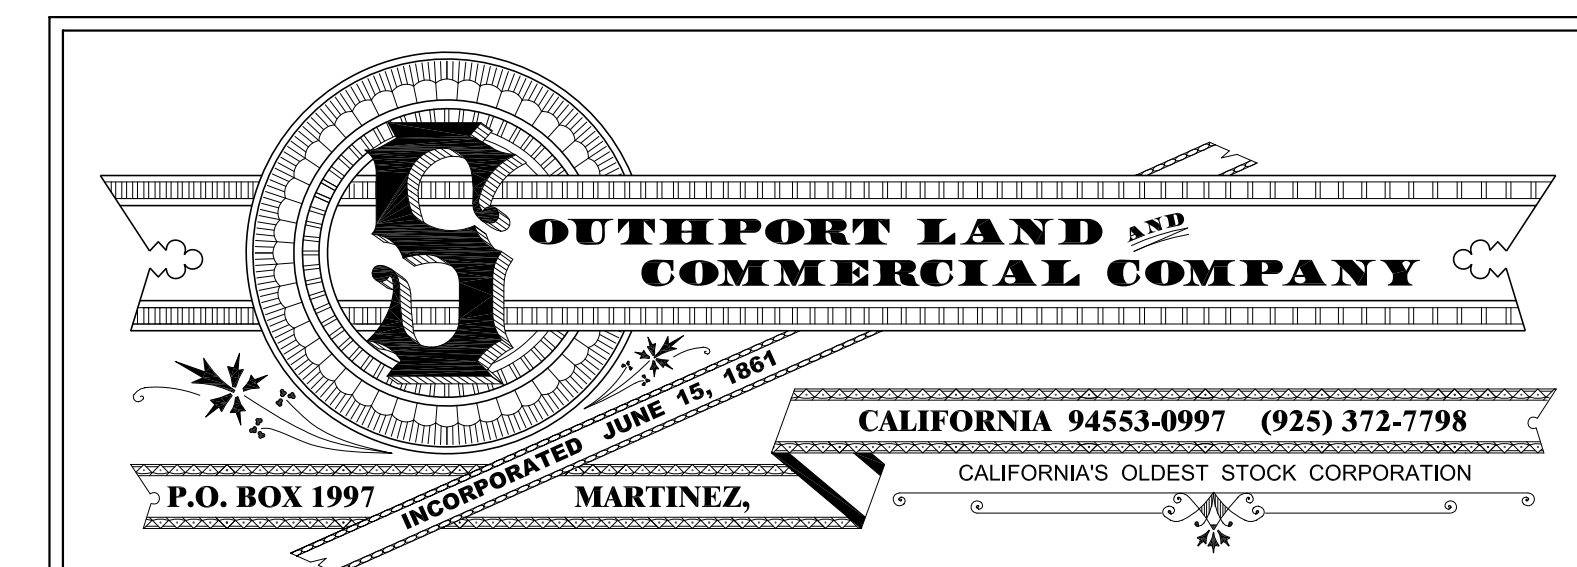 SOUTHPORT LAND AND
COMMERCIAL COMPANY
INCORPORATED JUNE 15, 1861
P.O. BOX 1997 MARTINEZ,
CALIFORNIA 94553-0997 (925) 372-7798
CALIFORNIA'S OLDEST STOCK CORPORATION